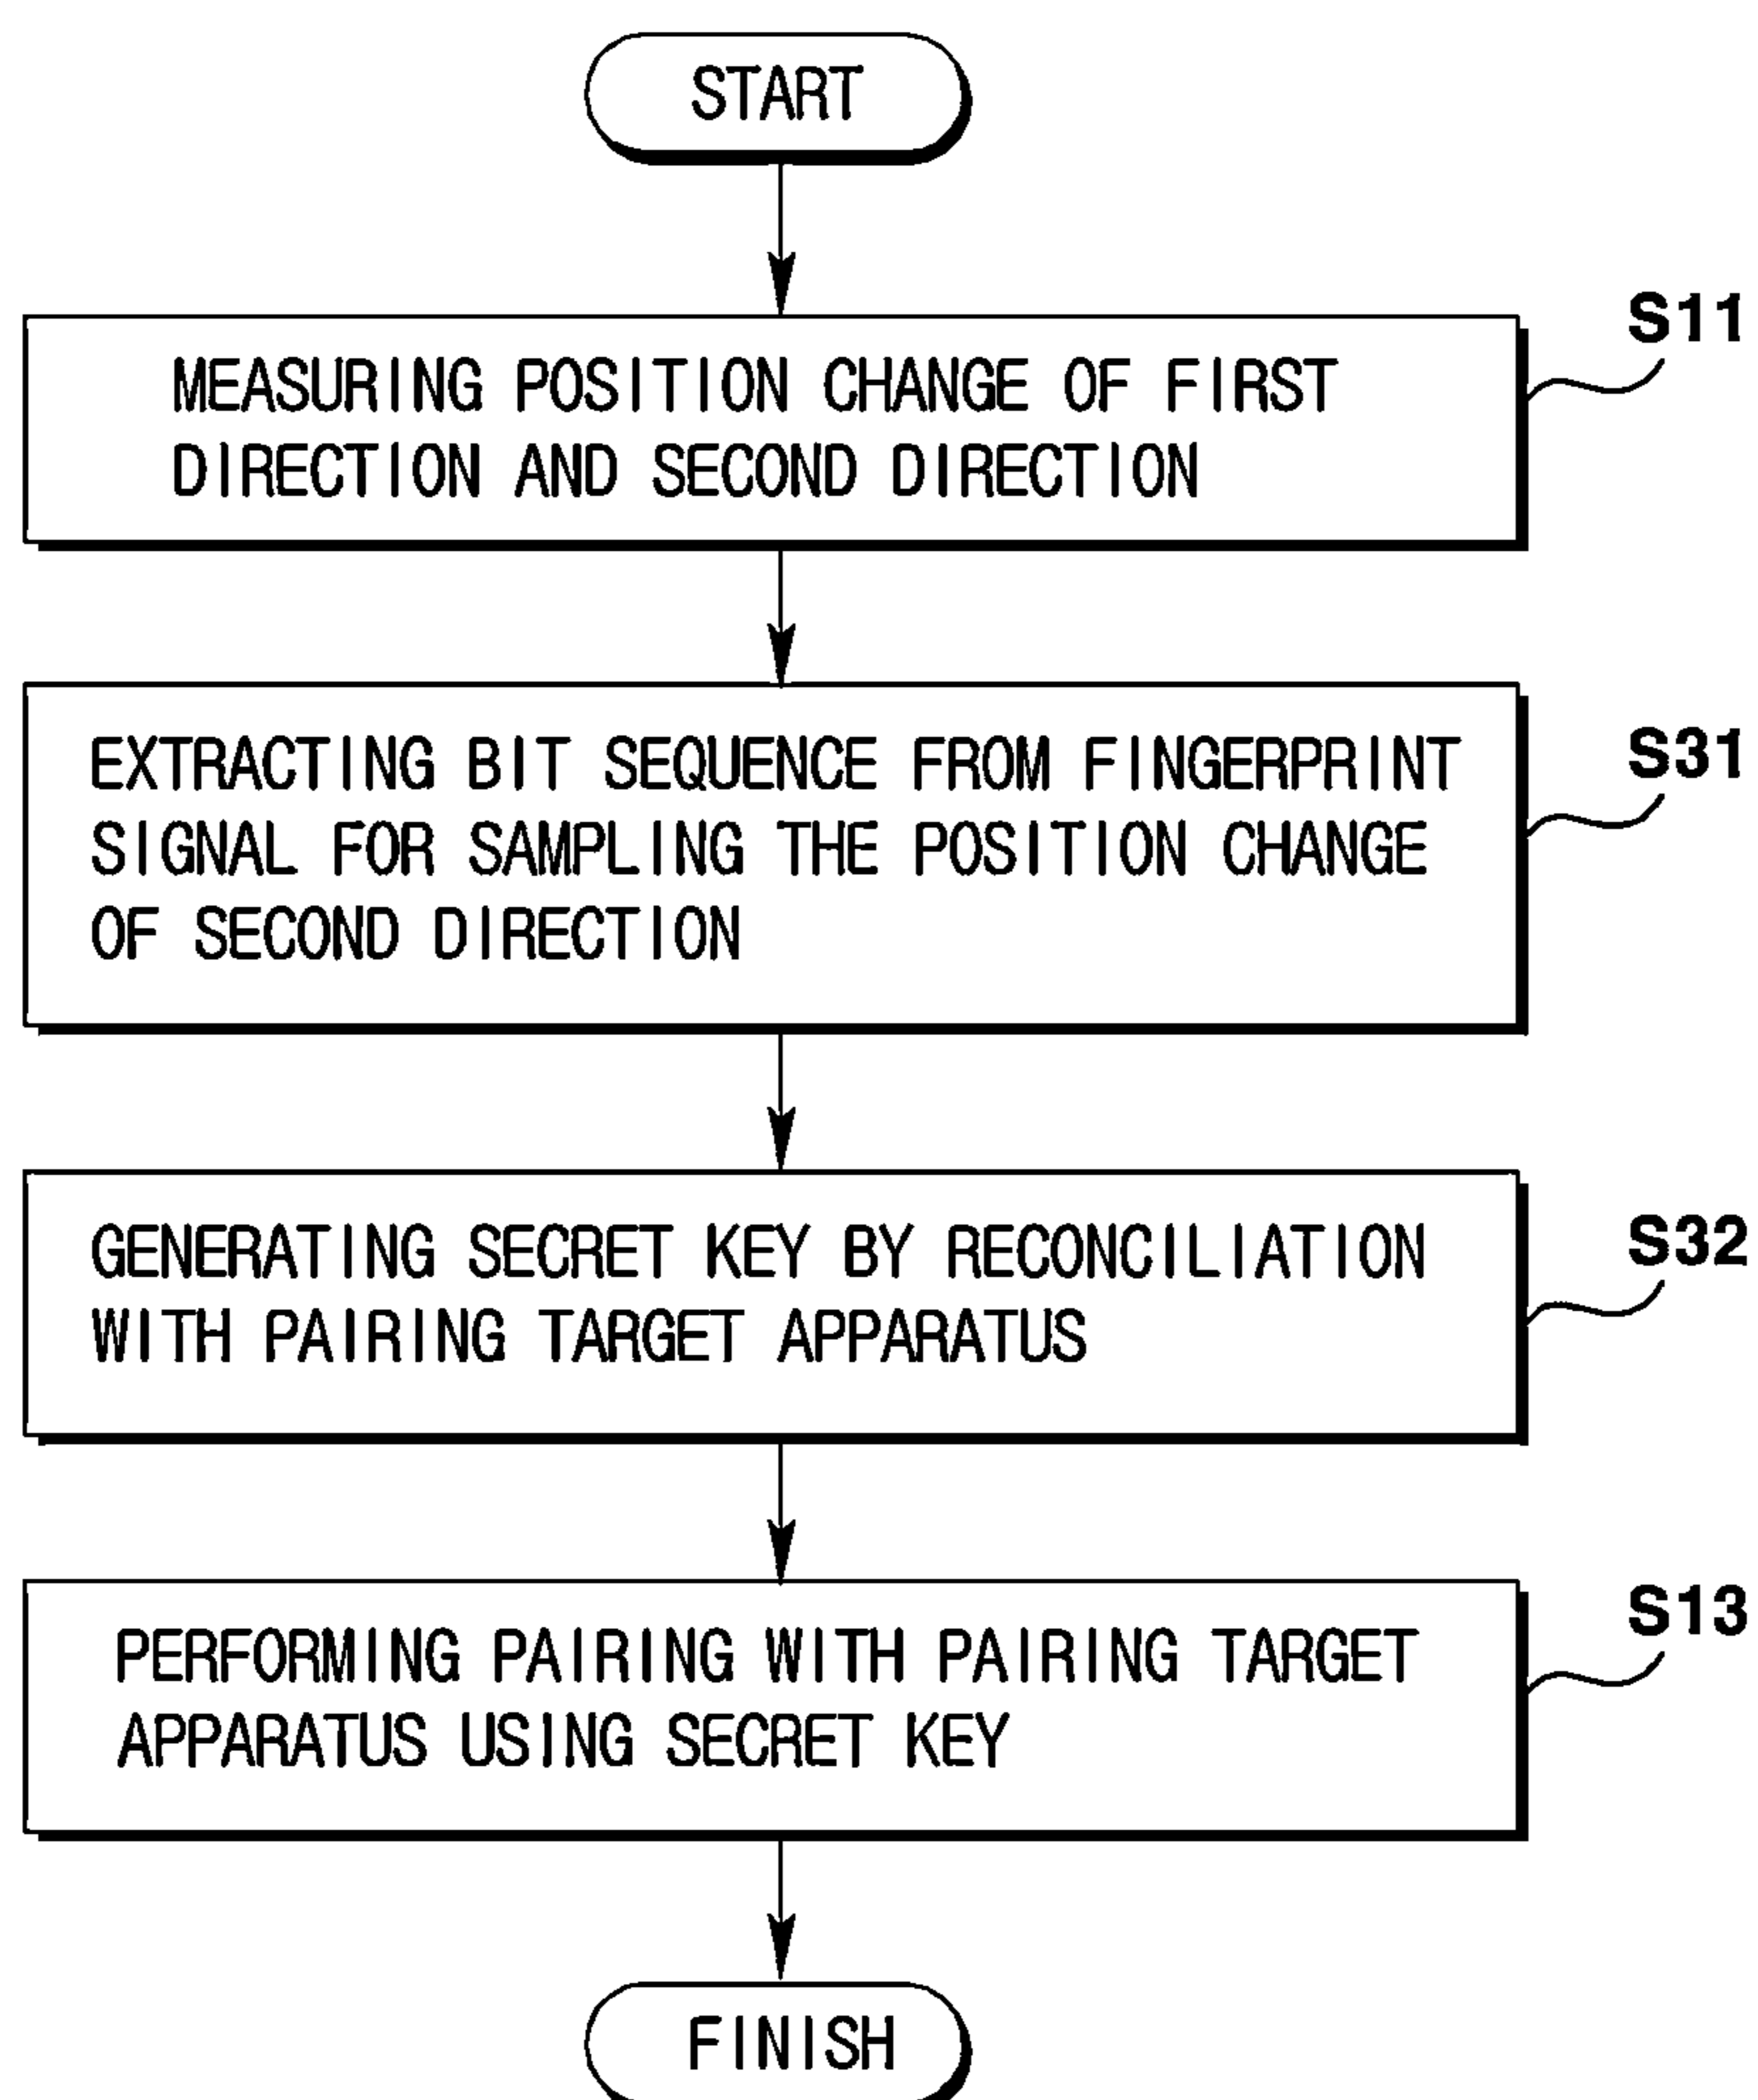 START
S11
MEASURING POSITION CHANGE OF FIRST
DIRECTION AND SECOND DIRECTION
S31
EXTRACTING BIT SEQUENCE FROM FINGERPRINT
SIGNAL FOR SAMPLING THE POSITION CHANGE
OF SECOND DIRECTION
S32
GENERATING SECRET KEY BY RECONCILIATION
WITH PAIRING TARGET APPARATUS
S13
PERFORMING PAIRING WITH PAIRING TARGET
APPARATUS USING SECRET KEY
FINISH